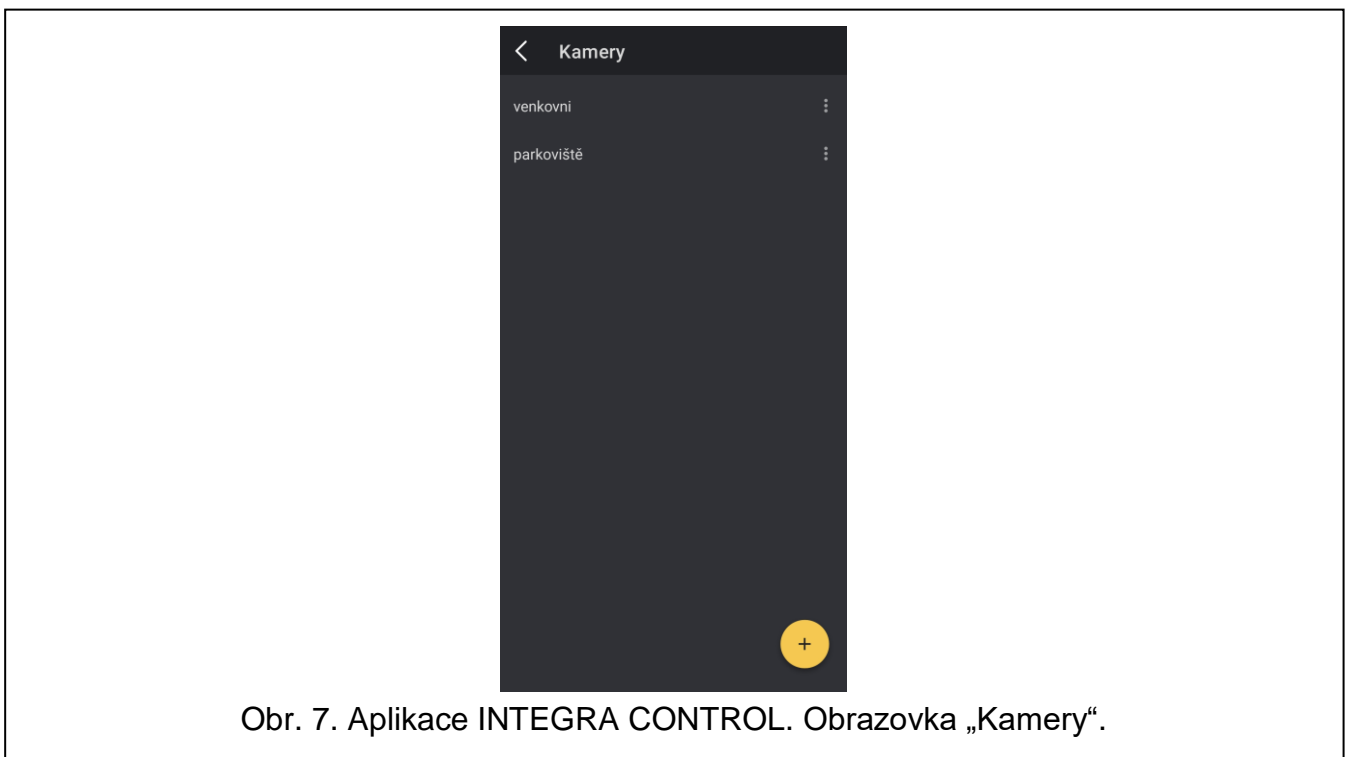 Kamery
venkovni
parkoviště
+
Obr. 7. Aplikace INTEGRA CONTROL. Obrazovka „Kamery“.